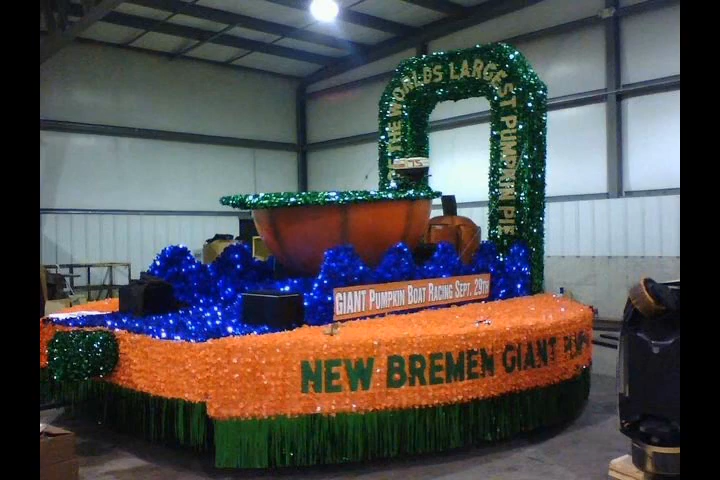 THE WORLDS LARGEST PUMPKIN PIE
GIANT PUMPKIN BOAT RACING SEPT. 29TH
NEW BREMEN GIANT